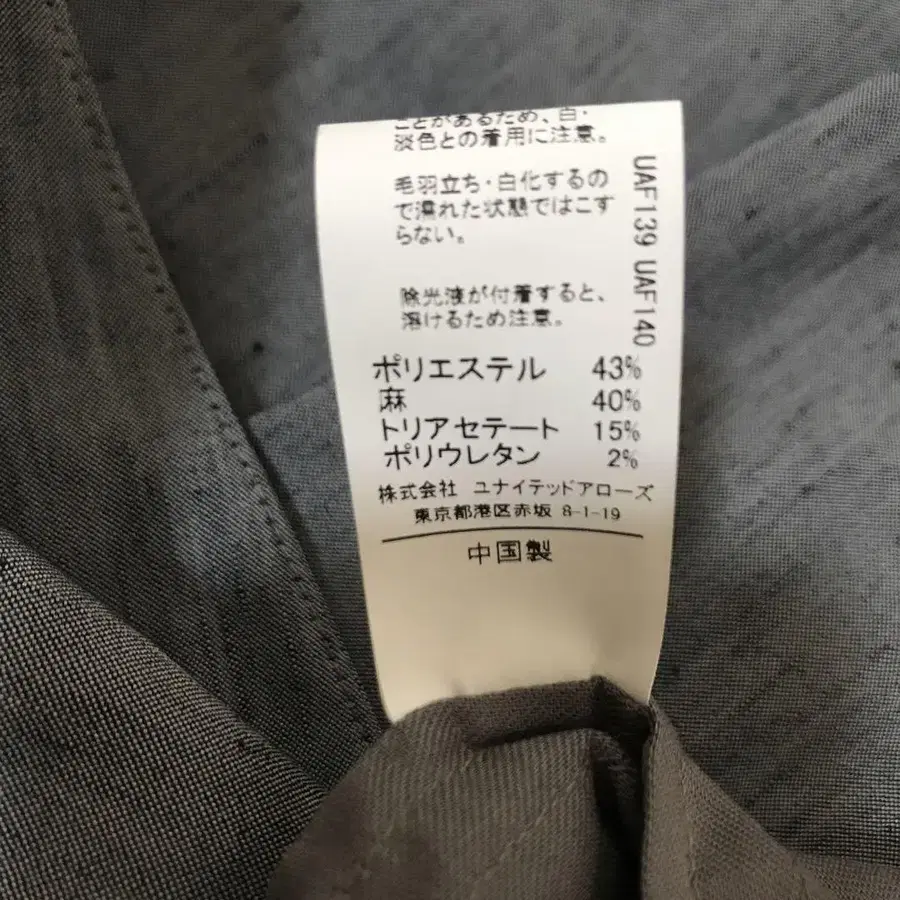 ことがあるため、白・
淡色との着用に注意。
毛羽立ち・白化するの
で濡れた状態ではこす
らない。
除光液が付着すると、
溶けるため注意。
ポリエステル 43%
麻 40%
トリアセテート 15%
ポリウレタン 2%
株式会社 ユナイテッドアローズ
東京都港区赤坂 8-1-19
中国製
UAF139 UAF140